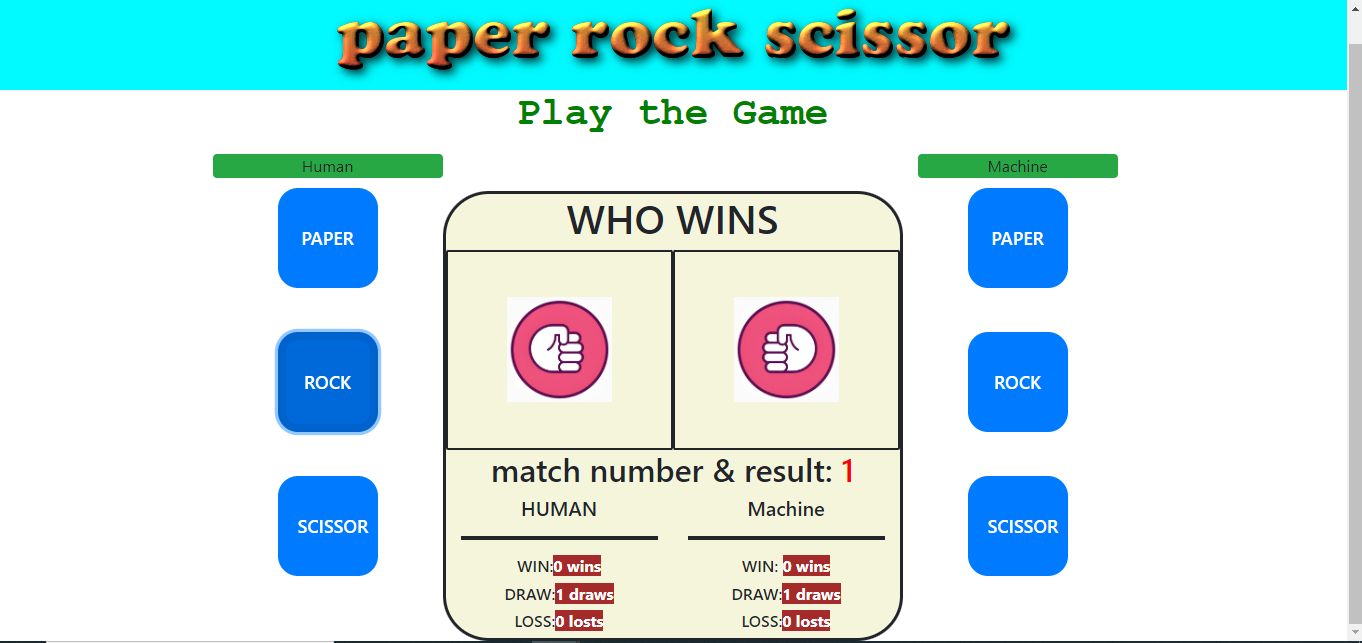 paper rock scissor
Play the Game
Human
Machine
PAPER
WHO WINS
PAPER
ROCK
ROCK
match number & result: 1
HUMAN
Machine
SCISSOR
SCISSOR
WIN:0 wins
WIN: 0 wins
DRAW:1 draws
DRAW:1 draws
LOSS:0 losts
LOSS:0 losts